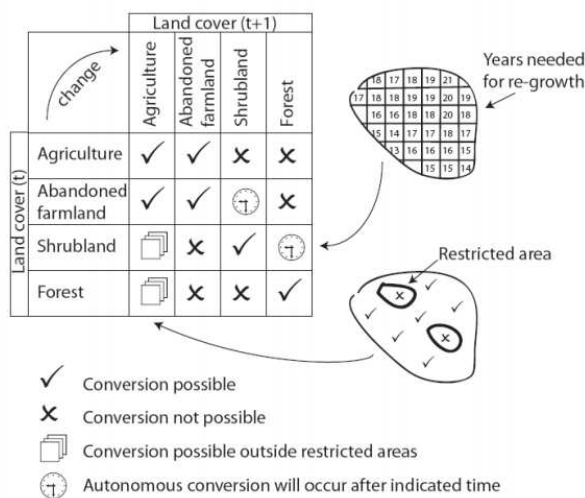 Land cover (t+1)
change
Agriculture
Abandoned
farmland
Shrubland
Forest
Land cover (t)
Agriculture
Abandoned
farmland
Shrubland
Forest
Years needed
for re-growth
18 17 18 19 21
17 18 18 19 19 20 19
16 16 18 18 20 18
15 14 17 17 18 17
13 16 16 16 15
15 15 14
Restricted area
Conversion possible
Conversion not possible
Conversion possible outside restricted areas
Autonomous conversion will occur after indicated time